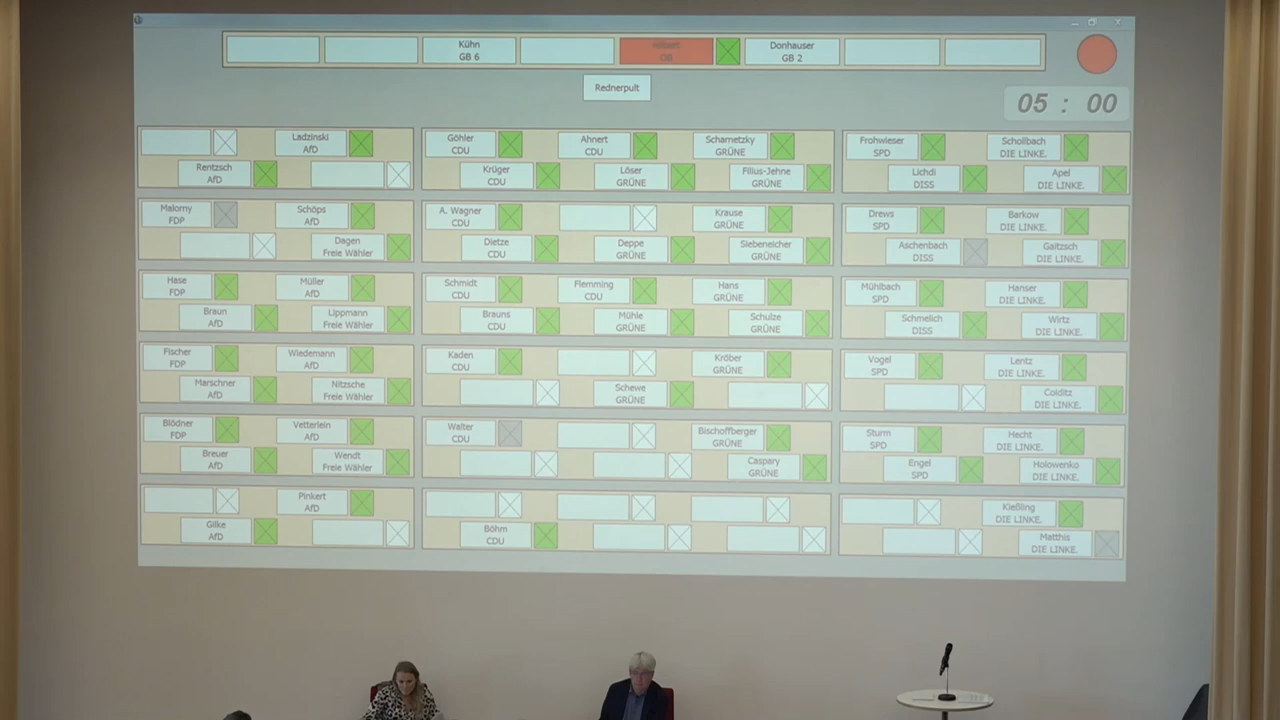 Kühn
GB 6
Donhauser
GB 2
Rednerpult
05 : 00
Ladzinski
AfD
Rentzsch
AfD
Göhler
CDU
Ahnert
CDU
Scharnetzky
GRÜNE
Krüger
CDU
Löser
GRÜNE
Filius-Jehne
GRÜNE
Frohwieser
SPD
Schollbach
DIE LINKE.
Lichdi
DISS
Apel
DIE LINKE.
Malorny
FDP
Schöps
AfD
Dagen
Freie Wähler
A. Wagner
CDU
Krause
GRÜNE
Dietze
CDU
Deppe
GRÜNE
Siebeneicher
GRÜNE
Drews
SPD
Barkow
DIE LINKE.
Aschenbach
DISS
Gaitzsch
DIE LINKE.
Hase
FDP
Müller
AfD
Braun
AfD
Lippmann
Freie Wähler
Schmidt
CDU
Flemming
CDU
Hans
GRÜNE
Brauns
CDU
Mühle
GRÜNE
Schulze
GRÜNE
Mühlbach
SPD
Hanser
DIE LINKE.
Schmelich
DISS
Wirtz
DIE LINKE.
Fischer
FDP
Wiedemann
AfD
Marschner
AfD
Nitzsche
Freie Wähler
Kaden
CDU
Kröber
GRÜNE
Schewe
GRÜNE
Vogel
SPD
Lentz
DIE LINKE.
Colditz
DIE LINKE.
Blödner
FDP
Vetterlein
AfD
Breuer
AfD
Wendt
Freie Wähler
Walter
CDU
Bischoffberger
GRÜNE
Caspary
GRÜNE
Sturm
SPD
Hecht
DIE LINKE.
Engel
SPD
Holowenko
DIE LINKE.
Pinkert
AfD
Gilke
AfD
Böhm
CDU
Kießling
DIE LINKE.
Matthis
DIE LINKE.